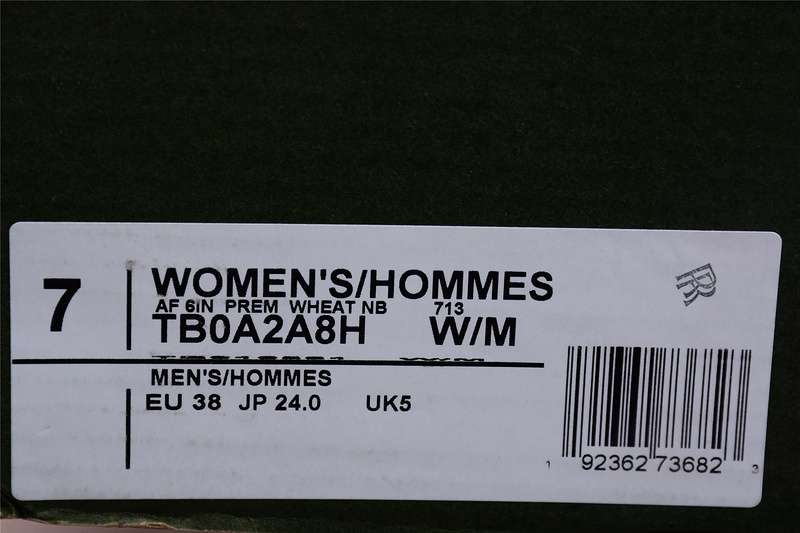 7
WOMEN'S/HOMMES
AF 6IN PREM WHEAT NB 713
TB0A2A8H W/M
MEN'S/HOMMES
EU 38 JP 24.0 UK5
1 92362 73682 3